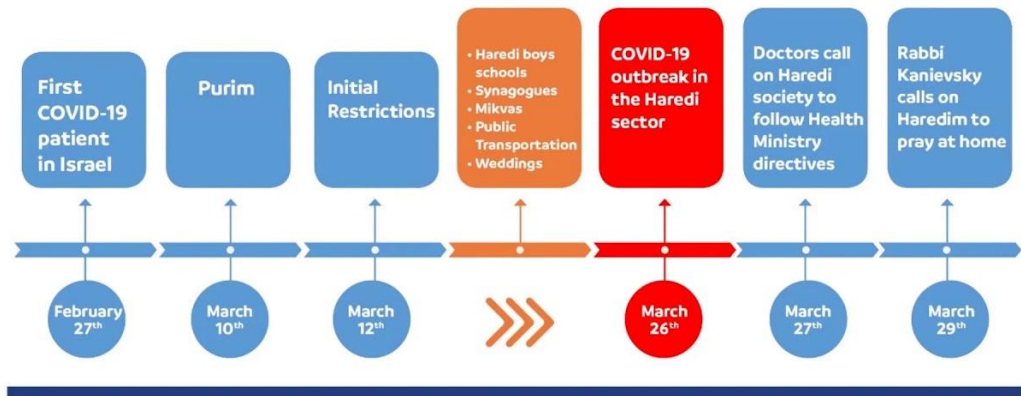 First
COVID-19
patient
in Israel
Purim
Initial
Restrictions
• Haredi boys
schools
• Synagogues
• Mikvas
• Public
Transportation
• Weddings
COVID-19
outbreak in
the Haredi
sector
Doctors call
on Haredi
society to
follow Health
Ministry
directives
Rabbi
Kanievsky
calls on
Haredim to
pray at home
February
27th
March
10th
March
12th
March
26th
March
27th
March
29th